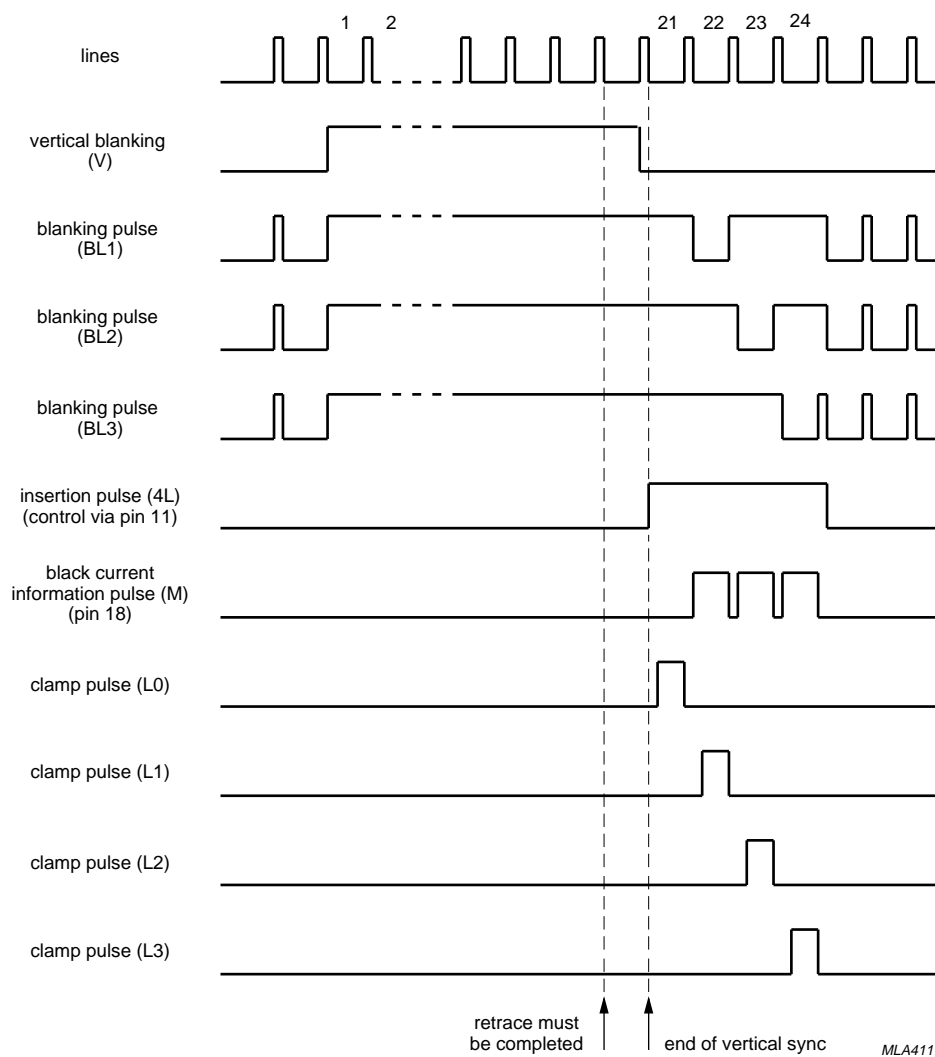 1 2 21 22 23 24
lines
vertical blanking
(V)
blanking pulse
(BL1)
blanking pulse
(BL2)
blanking pulse
(BL3)
insertion pulse (4L)
(control via pin 11)
black current
information pulse (M)
(pin 18)
clamp pulse (L0)
clamp pulse (L1)
clamp pulse (L2)
clamp pulse (L3)
retrace must
be completed
end of vertical sync
MLA411